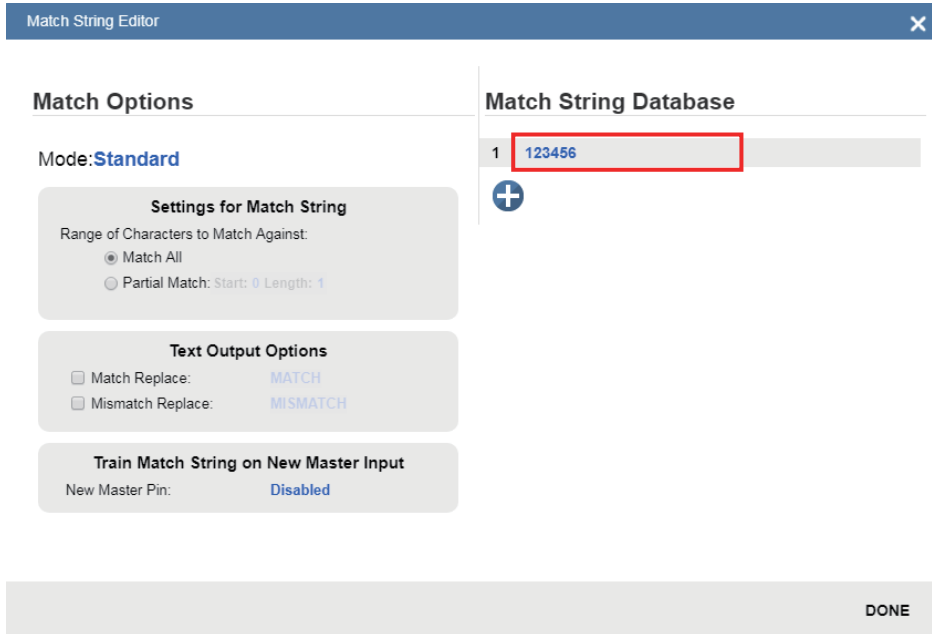 Match String Editor
Match Options
Mode:Standard
Settings for Match String
Range of Characters to Match Against:
Match All
Partial Match: Start: 0 Length: 1
Text Output Options
Match Replace: MATCH
Mismatch Replace: MISMATCH
Train Match String on New Master Input
New Master Pin: Disabled
Match String Database
1 123456
DONE